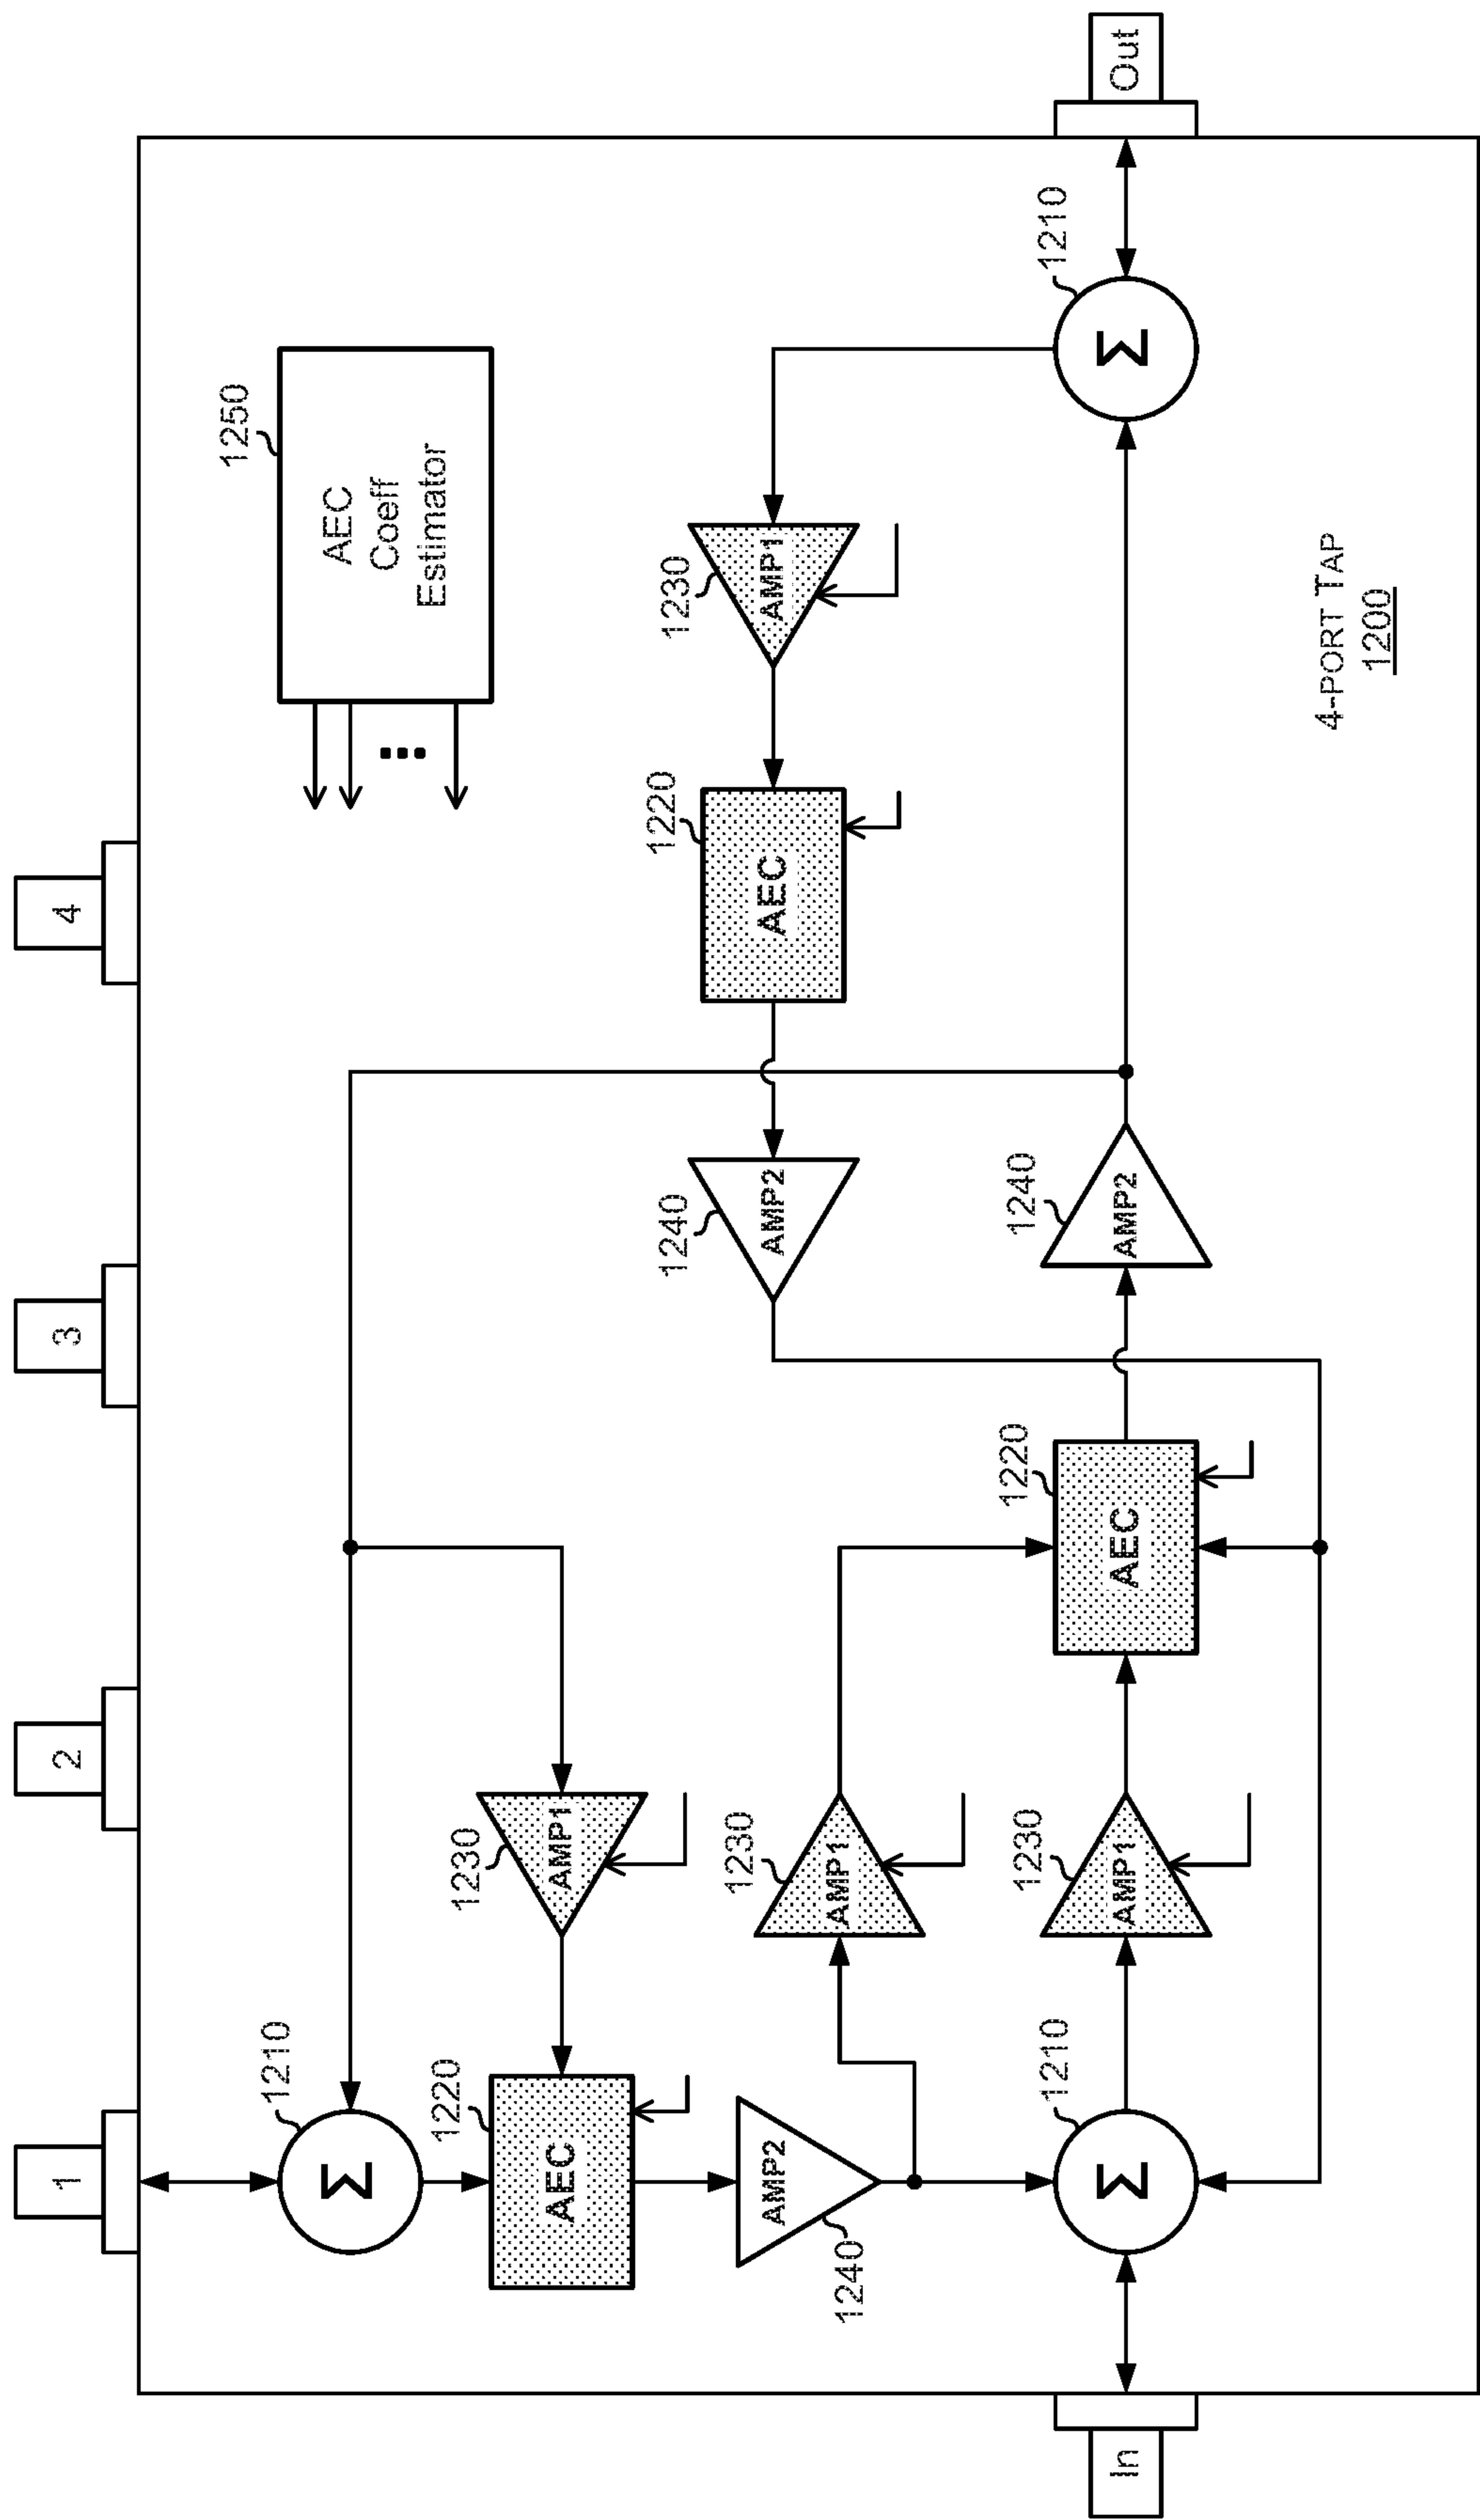 1
2
3
4
1250
AEC
Coeff
Estimator
1210
Σ
1220
AEC
1230
AMP1
AMP2
1240
1230
AMP1
1240
AMP2
1220
AEC
1230
AMP1
In
1210
Σ
1230
AMP1
1220
AEC
1240
AMP2
1210
Σ
Out
4-PORT TAP
1200